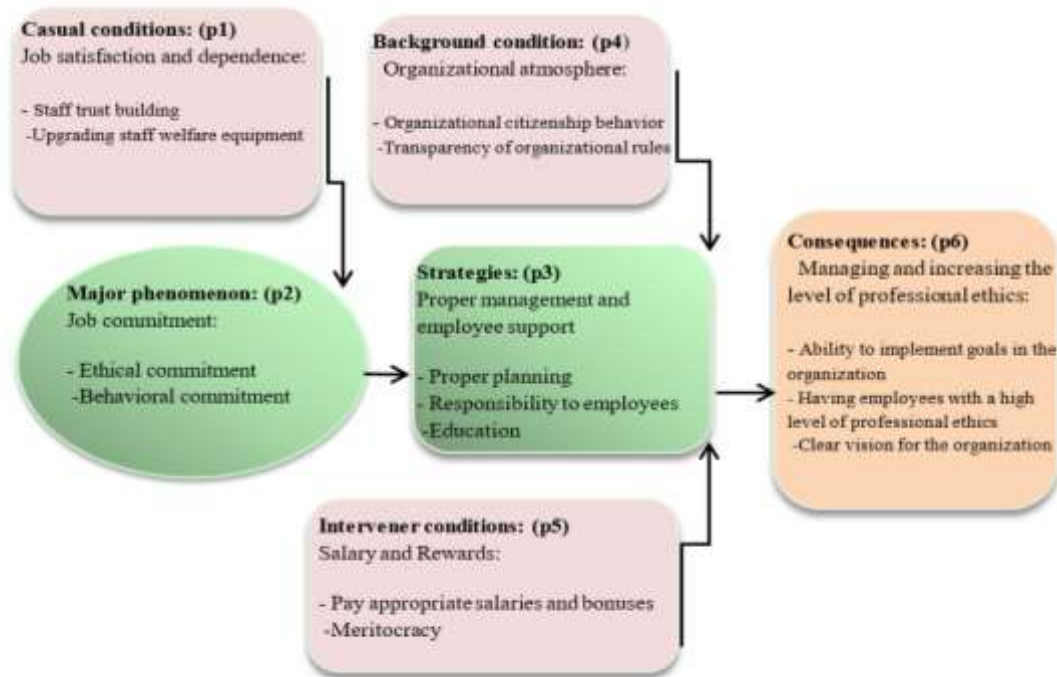 Casual conditions: (p1)
Job satisfaction and dependence:
- Staff trust building
-Upgrading staff welfare equipment
Background condition: (p4)
Organizational atmosphere:
- Organizational citizenship behavior
-Transparency of organizational rules
Major phenomenon: (p2)
Job commitment:
- Ethical commitment
-Behavioral commitment
Strategies: (p3)
Proper management and
employee support
- Proper planning
- Responsibility to employees
-Education
Consequences: (p6)
Managing and increasing the
level of professional ethics:
- Ability to implement goals in the
organization
- Having employees with a high
level of professional ethics
-Clear vision for the organization
Intervener conditions: (p5)
Salary and Rewards:
- Pay appropriate salaries and bonuses
-Meritocracy